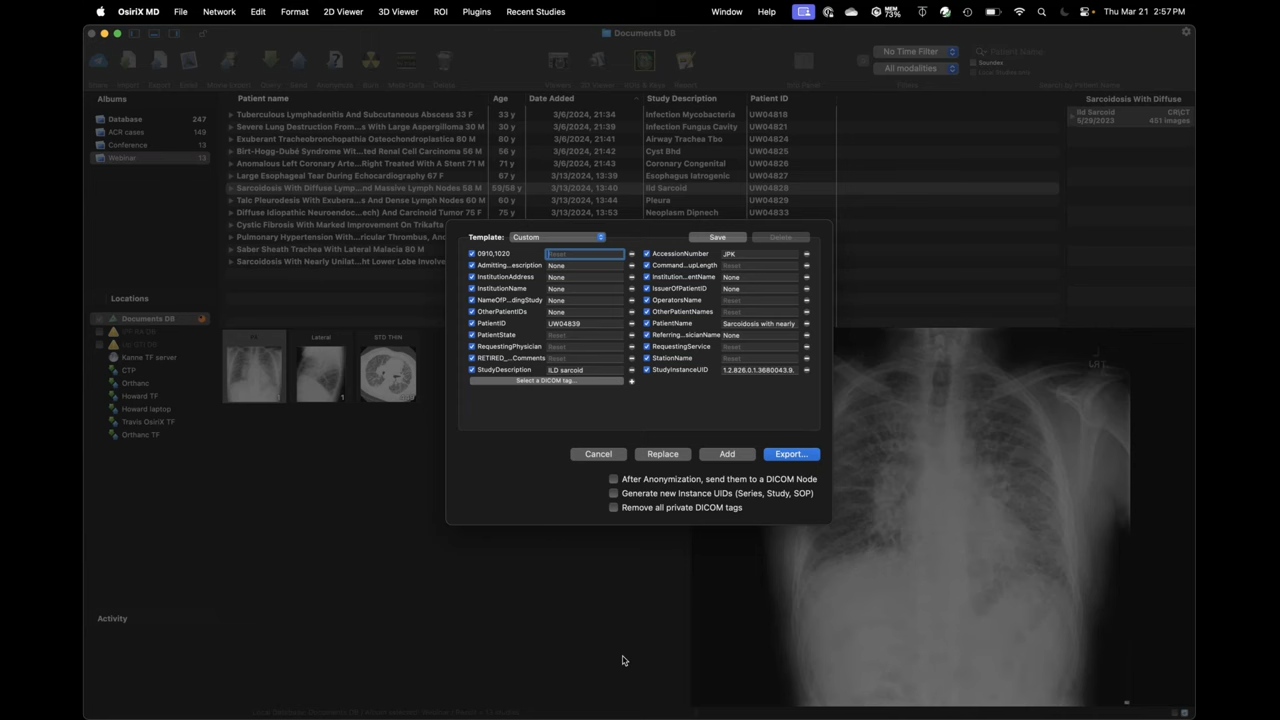 OsiriX MD File Network Edit Format 2D Viewer 3D Viewer ROI Plugins Recent Studies Window Help MEM 73% Thu Mar 21 2:57 PM
Documents DB
No Time Filter Patient Name
All modalities Soundex
Local Studies only
Albums Patient name Age Date Added Study Description Patient ID Sarcoidosis With Diffuse
Database 247
ACR cases 149
Conference 13
Webinar 13
Tuberculous Lymphadenitis And Subcutaneous Abscess 33 F 33 y 3/6/2024, 21:34 Infection Mycobacteria UW04818
Severe Lung Destruction From...s With Large Aspergilloma 30 M 30 y 3/6/2024, 21:39 Infection Fungus Cavity UW04821
Exuberant Tracheobronchopatia Osteochondroplastica 80 M 80 y 3/6/2024, 21:41 Airway Trachea Tbo UW04824
Birt-Hogg-Dubé Syndrome Wit...ted Renal Cell Carcinoma 56 M 56 y 3/6/2024, 21:42 Cyst Bhd UW04825
Anomalous Left Coronary Arte...Right Treated With A Stent 71 M 71 y 3/6/2024, 21:43 Coronary Congenital UW04826
Large Esophageal Tear During Eccentricity 67 F 67 y 3/13/2024, 13:39 Esophagus Iatrogenic UW04827
Sarcoidosis With Diffuse Lymp...nd Massive Lymph Nodes 58 M 59/58 y 3/13/2024, 13:40 Ild Sarcoid UW04829
Talc Pleurodesis With Exubera...s And Dense Lymph Nodes 60 M 60 y 3/13/2024, 13:44 Pleura UW04831
Diffuse Idiopathic Neuroendoc...ech) And Carcinoid Tumor 75 F 75 y 3/13/2024, 13:53 Neoplasm Dipnech UW04833
Cystic Fibrosis With Marked Improvement On Trikafta
Pulmonary Hypertension With...ricular Thrombus, An
Saber Sheath Trachea With Lateral Malacia 80 M
Sarcoidosis With Nearly Unilat...ht Lower Lobe Involve
Ild Sarcoid CR\CT
5/29/2023 451 images
Locations
Documents DB
Kanne TF server
CTP
Orthanc
Howard TF
Howard laptop
Travis OsiriX TF
Orthanc TF
PA Lateral STD THIN
Activity
Template: Custom Save Delete
0910,1020 Reset AccessionNumber JPK
Admitting...escription None Command...upLength Reset
InstitutionAddress None Institution...entName None
InstitutionName None IssuerOfPatientID None
NameOfP...dingStudy None OperatorsName Reset
OtherPatientIDs None OtherPatientNames Reset
PatientID UW04839 PatientName Sarcoidosis with nearly
PatientState Reset Referring...sicianName None
RequestingPhysician Reset RequestingService Reset
RETIRED_...Comments Reset StationName Reset
StudyDescription ILD sarcoid StudyInstanceUID 1.2.826.0.1.3680043.9.
Select a DICOM tag...
Cancel Replace Add Export...
After Anonymization, send them to a DICOM Node
Generate new Instance UIDs (Series, Study, SOP)
Remove all private DICOM tags